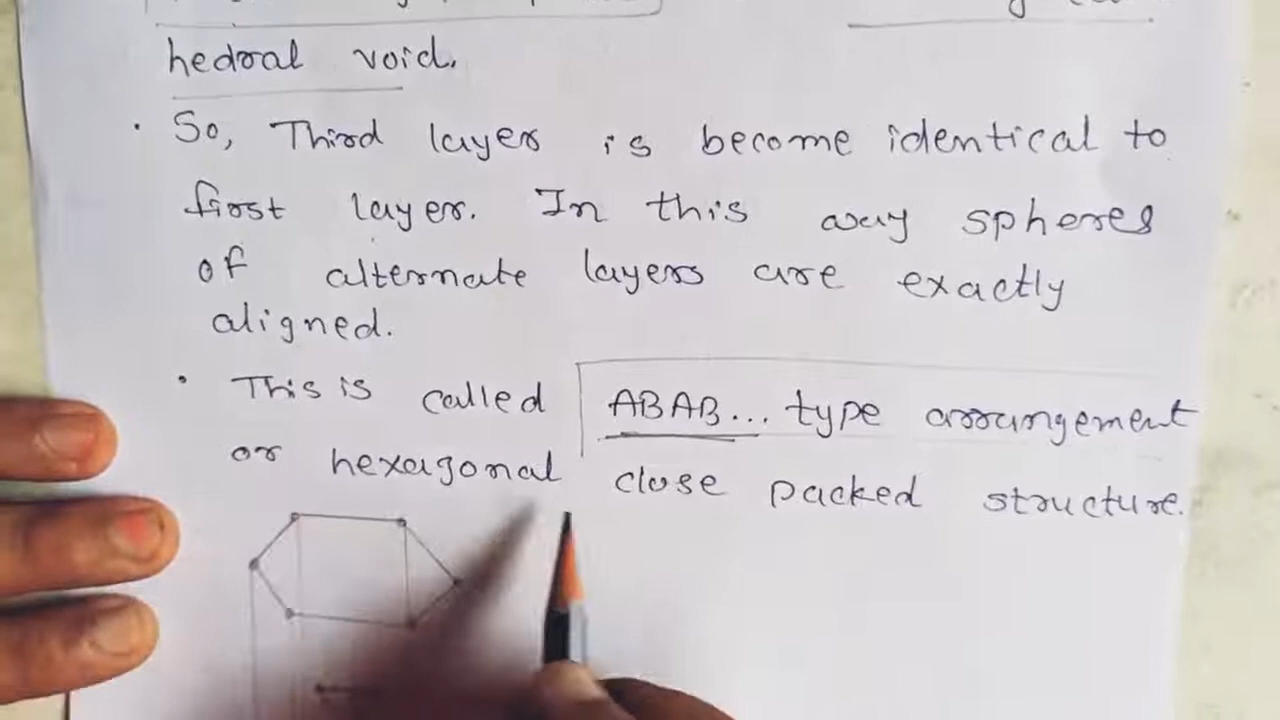 hedral void.
· So, Third layer is become identical to
first layer. In this way spheres
of alternate layers are exactly
aligned.
· This is called ABAB... type arrangement
or hexagonal close packed structure.